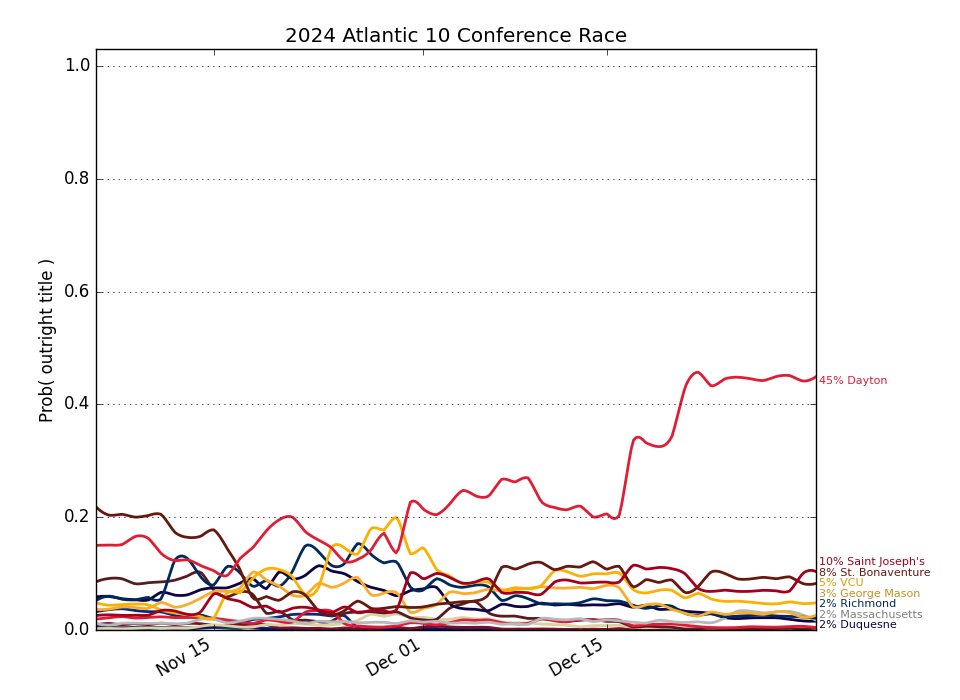 2024 Atlantic 10 Conference Race
1.0
0.8
0.6
0.4
0.2
0.0
Prob( outright title )
Nov 15
Dec 01
Dec 15
45% Dayton
10% Saint Joseph's
8% St. Bonaventure
5% VCU
3% George Mason
2% Richmond
2% Massachusetts
2% Duquesne